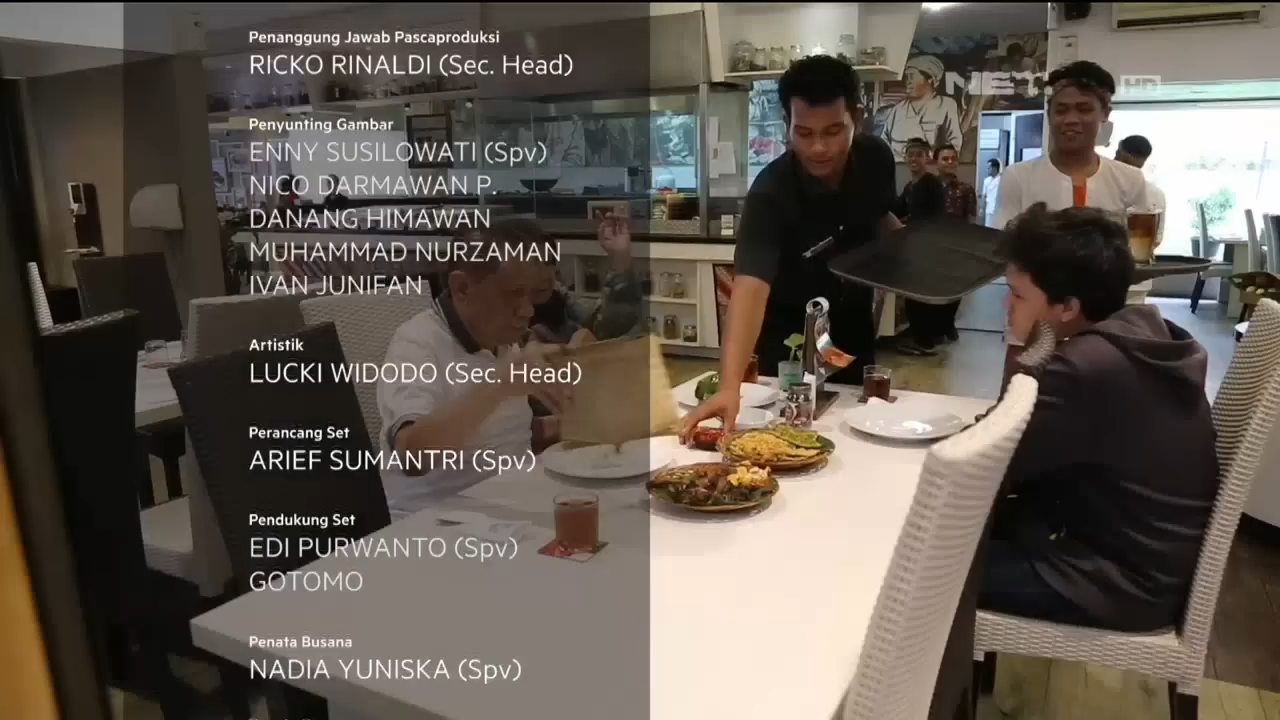 Penanggung Jawab Pascaproduksi
RICKO RINALDI (Sec. Head)
Penyunting Gambar
ENNY SUSILOWATI (Spv)
NICO DARMAWAN P.
DANANG HIMAWAN
MUHAMMAD NURZAMAN
IVAN JUNIFAN
Artistik
LUCKI WIDODO (Sec. Head)
Perancang Set
ARIEF SUMANTRI (Spv)
Pendukung Set
EDI PURWANTO (Spv)
GOTOMO
Penata Busana
NADIA YUNISKA (Spv)
NET. HD